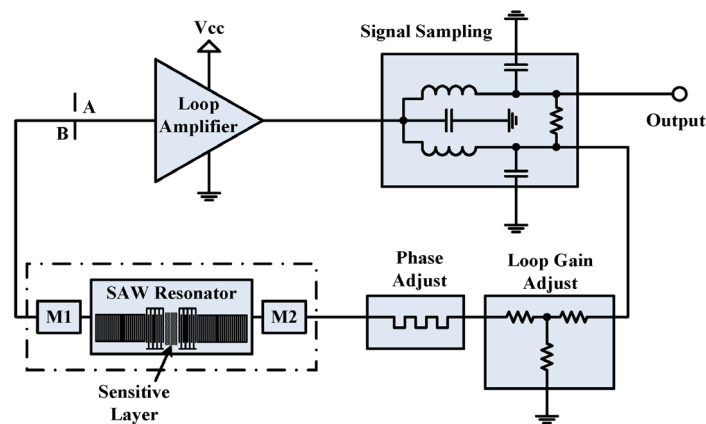 Vcc
Signal Sampling
A
B
Loop
Amplifier
Output
Phase
Adjust
Loop Gain
Adjust
M1
SAW Resonator
M2
Sensitive
Layer